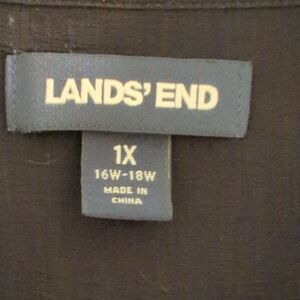 LANDS' END
1X
16W-18W
MADE IN
CHINA